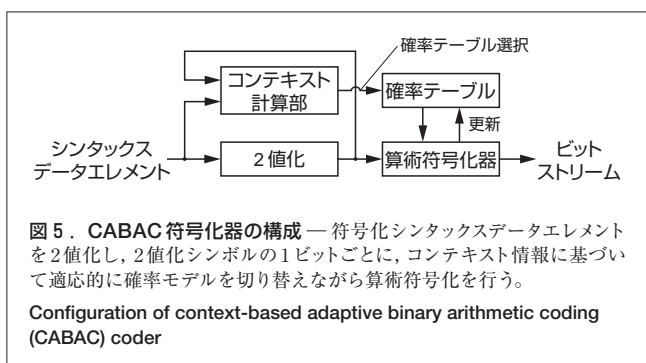 確率テーブル選択
コンテキスト
計算部
確率テーブル
更新
シンタックス
データエレメント
2値化
算術符号化器
ビット
ストリーム
図5．CABAC符号化器の構成 — 符号化シンタックスデータエレメント
を2値化し，2値化シンボルの1ビットごとに，コンテキスト情報に基づい
て適応的に確率モデルを切り替えながら算術符号化を行う。
Configuration of context-based adaptive binary arithmetic coding
(CABAC) coder